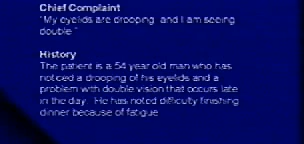 Chief Complaint
"My eyelids are drooping and I am seeing
double."
History
The patient is a 54 year old man who has
noticed a drooping of his eyelids and a
problem with double vision that occurs late
in the day. He has noted difficulty finishing
dinner because of fatigue